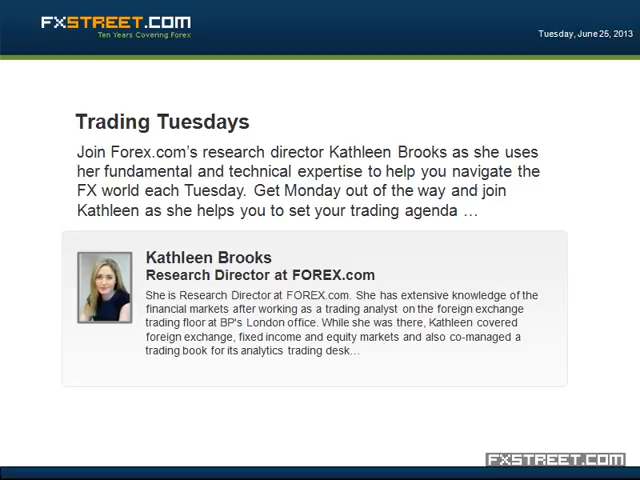 FXSTREET.COM
Ten Years Covering Forex
Tuesday, June 25, 2013
Trading Tuesdays
Join Forex.com's research director Kathleen Brooks as she uses
her fundamental and technical expertise to help you navigate the
FX world each Tuesday. Get Monday out of the way and join
Kathleen as she helps you to set your trading agenda …
Kathleen Brooks
Research Director at FOREX.com
She is Research Director at FOREX.com. She has extensive knowledge of the
financial markets after working as a trading analyst on the foreign exchange
trading floor at BP's London office. While she was there, Kathleen covered
foreign exchange, fixed income and equity markets and also co-managed a
trading book for its analytics trading desk…
FXSTREET.COM